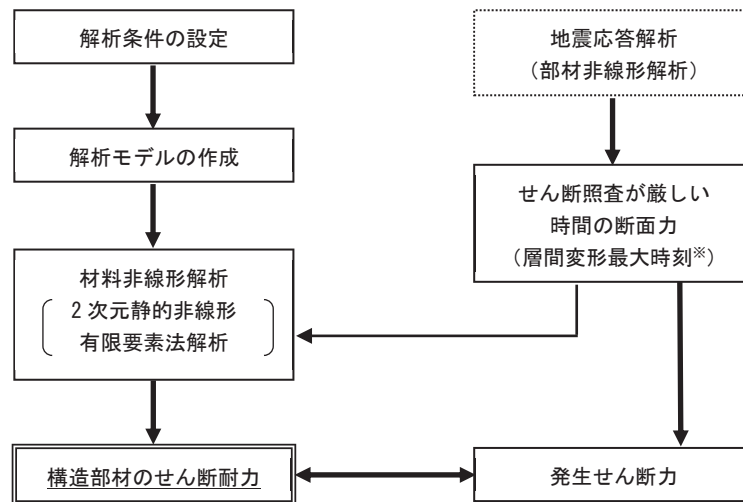 解析条件の設定
解析モデルの作成
材料非線形解析
2次元静的非線形
有限要素法解析
構造部材のせん断耐力
地震応答解析
（部材非線形解析）
せん断照査が厳しい
時間の断面力
（層間変形最大時刻※）
発生せん断力